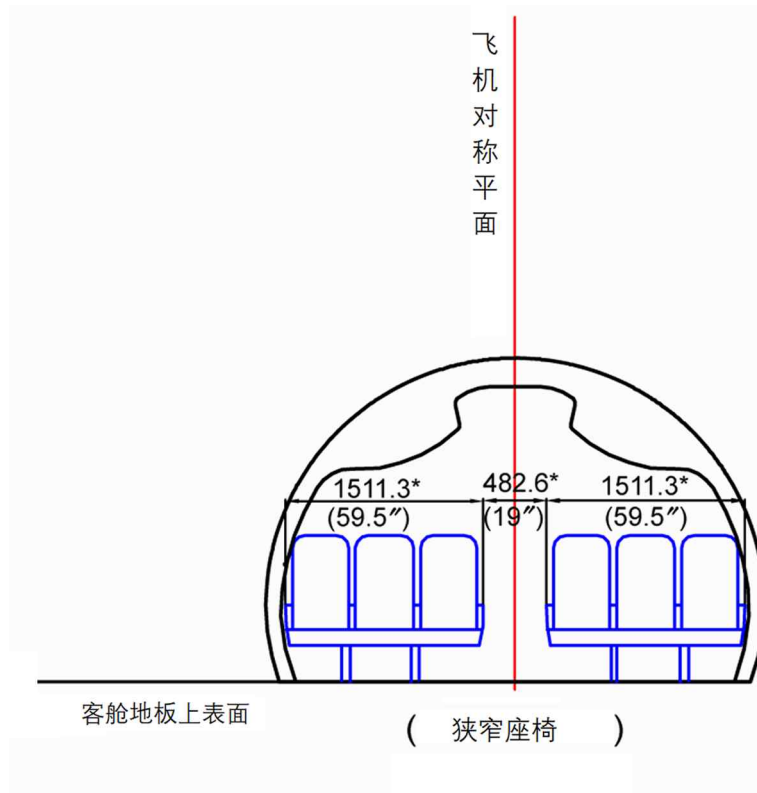 飞机对称平面
1511.3* 482.6* 1511.3*
(59.5″) (19″) (59.5″)
客舱地板上表面
( 狭窄座椅 )